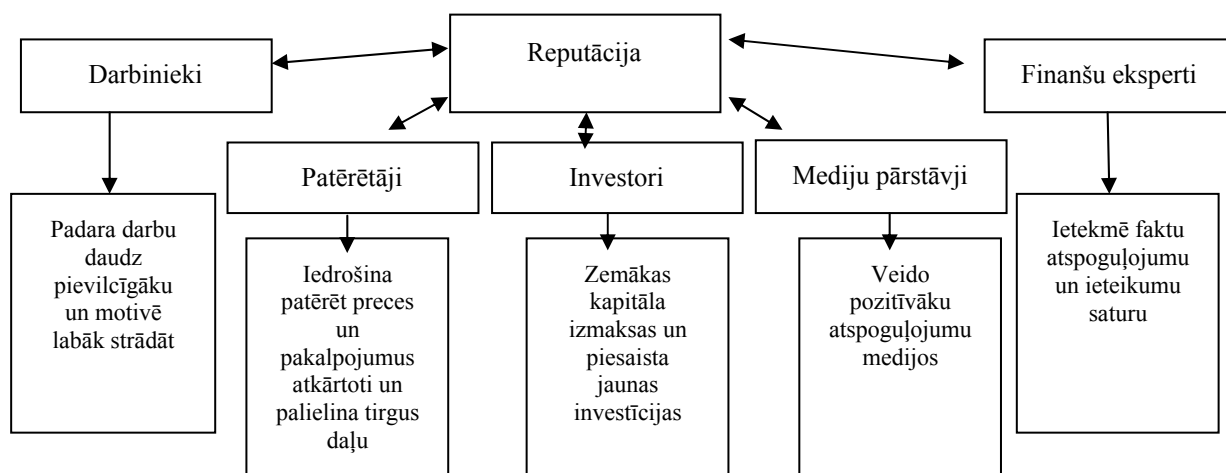 Reputācija
Darbinieki
Finanšu eksperti
Patērētāji
Investori
Mediju pārstāvji
Padara darbu
daudz
pievilcīgāku
un motivē
labāk strādāt
Iedrošina
patērēt preces
un
pakalpojumus
atkārtoti un
palielina tirgus
daļu
Zemākas
kapitāla
izmaksas un
piesaista
jaunas
investīcijas
Veido
pozitīvāku
atspoguļojumu
medijos
Ietekmē faktu
atspoguļojumu
un ieteikumu
saturu